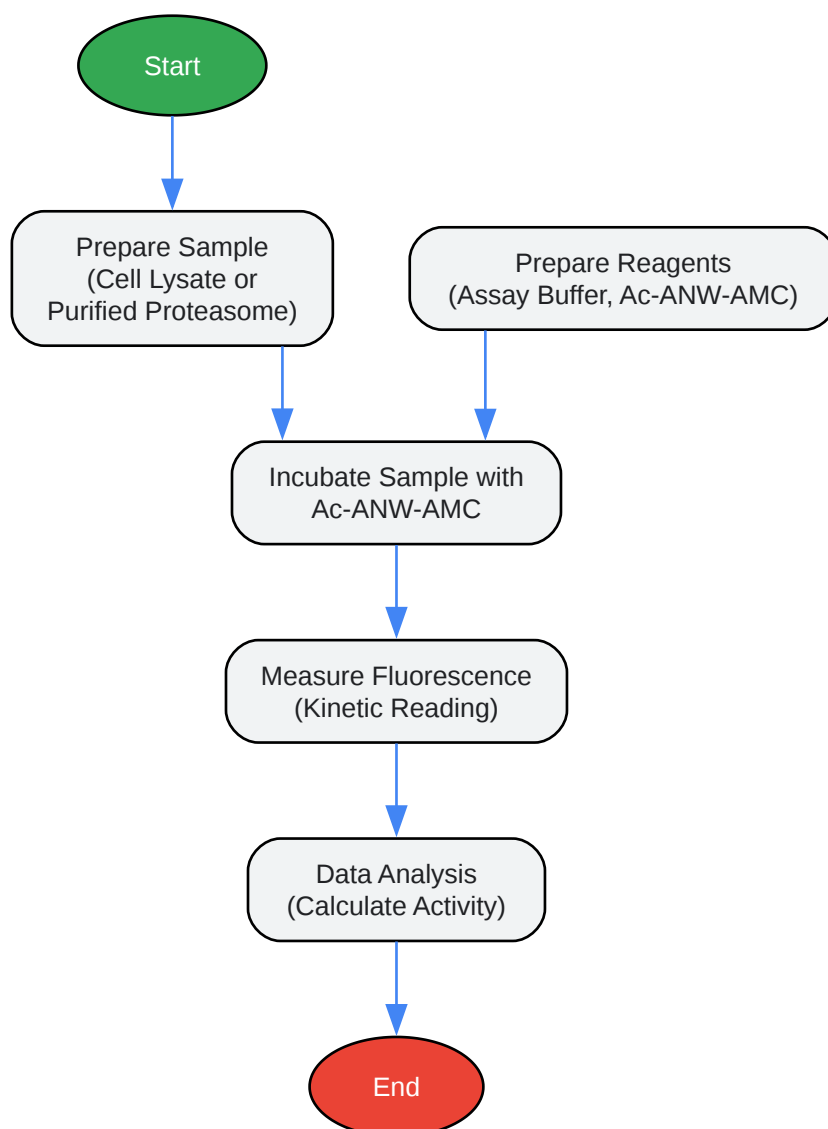 Start
Prepare Sample
(Cell Lysate or
Purified Proteasome)
Prepare Reagents
(Assay Buffer, Ac-ANW-AMC)
Incubate Sample with
Ac-ANW-AMC
Measure Fluorescence
(Kinetic Reading)
Data Analysis
(Calculate Activity)
End